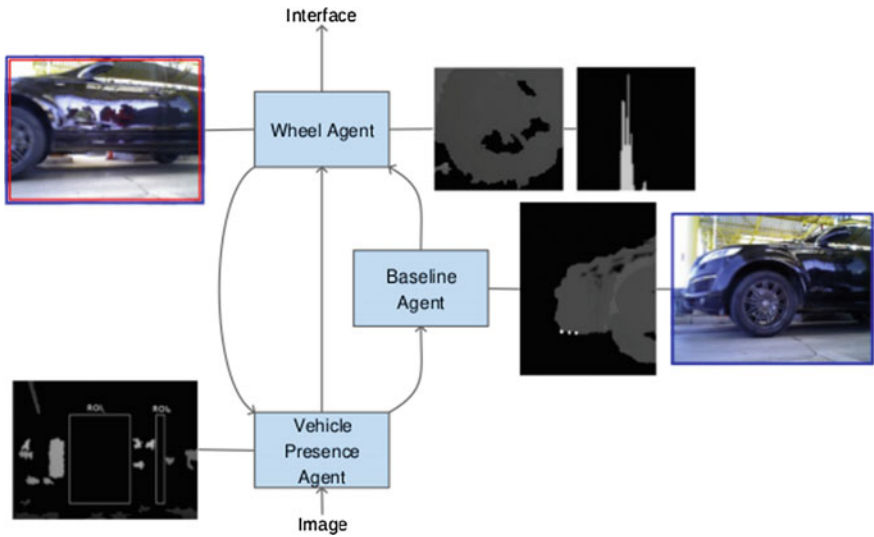 Interface
Wheel Agent
Baseline
Agent
ROI
ROI
Vehicle
Presence
Agent
Image